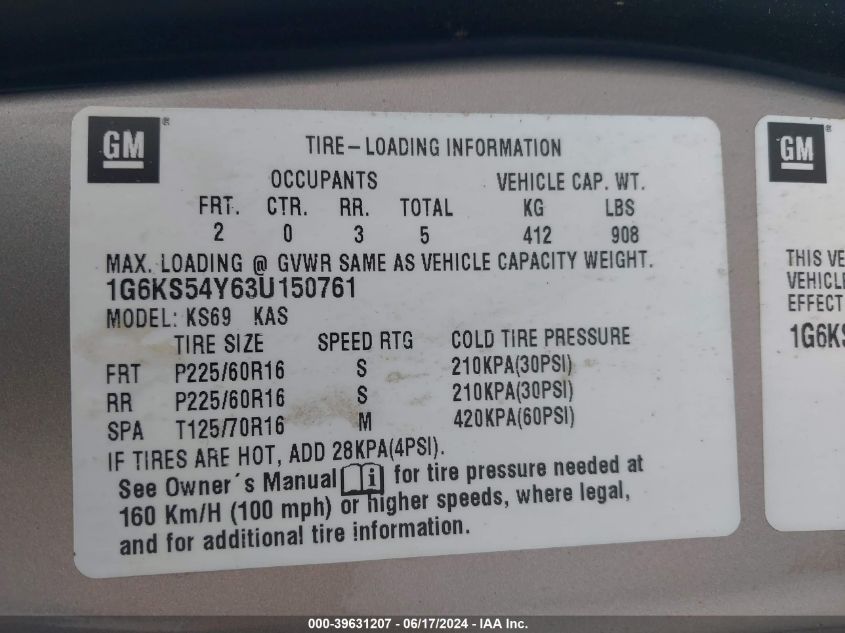 GM® TIRE–LOADING INFORMATION
OCCUPANTS VEHICLE CAP. WT.
FRT. CTR. RR. TOTAL KG LBS
2 0 3 5 412 908
MAX. LOADING @ GVWR SAME AS VEHICLE CAPACITY WEIGHT.
1G6KS54Y63U150761
MODEL: KS69 KAS
TIRE SIZE SPEED RTG COLD TIRE PRESSURE
FRT P225/60R16 S 210KPA(30PSI)
RR P225/60R16 S 210KPA(30PSI)
SPA T125/70R16 M 420KPA(60PSI)
IF TIRES ARE HOT, ADD 28KPA(4PSI).
See Owner´s Manual i for tire pressure needed at
160 Km/H (100 mph) or higher speeds, where legal,
and for additional tire information.
GM
THIS VE
VEHICLE
EFFECT
1G6KS
000-39631207 - 06/17/2024 - IAA Inc.